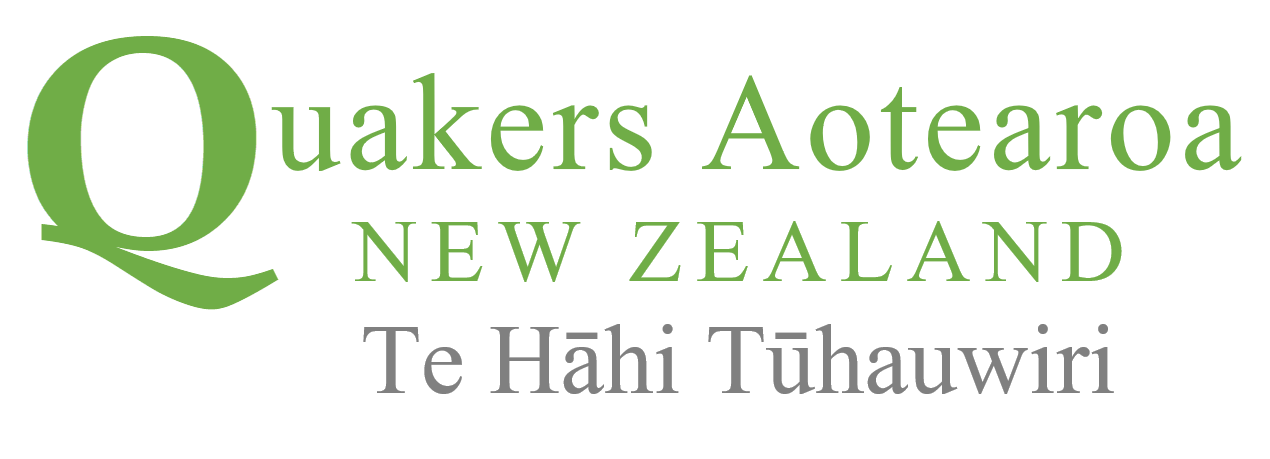 Quakers Aotearoa
NEW ZEALAND
Te Hāhi Tūhauwiri